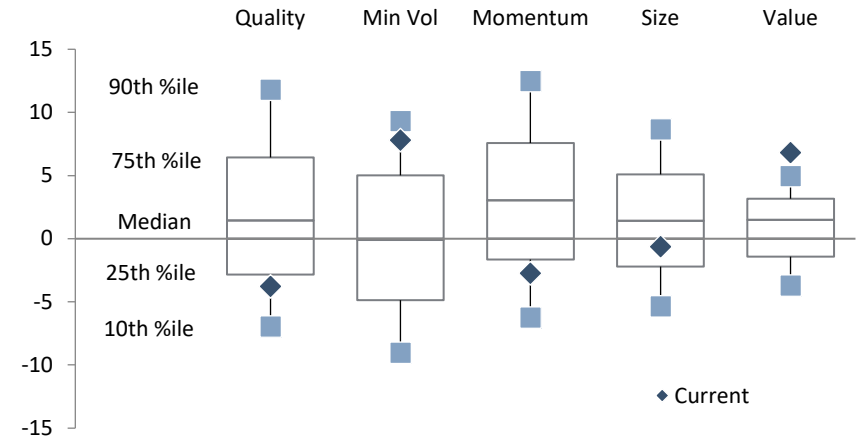 Quality Min Vol Momentum Size Value
15
90th %ile
10
75th %ile
5
Median
0
25th %ile
-5
10th %ile
-10
Current
-15